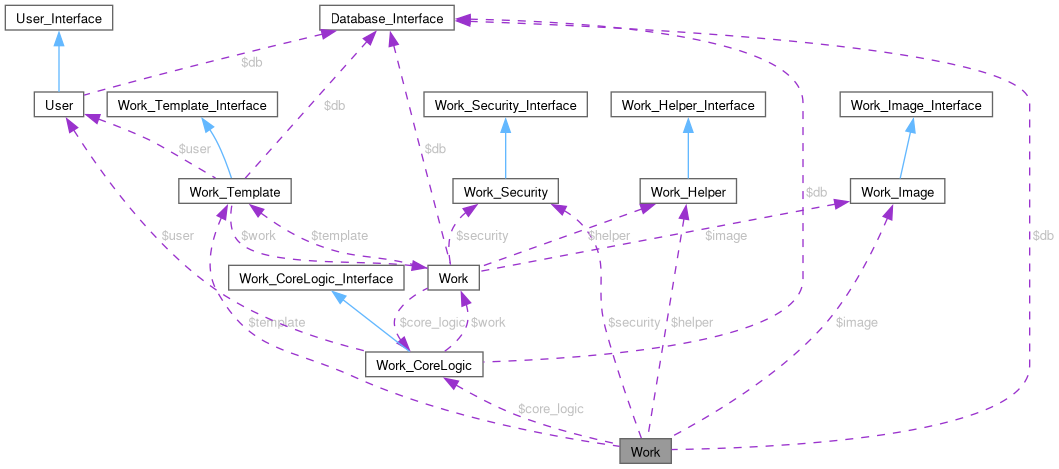 User_Interface
Database_Interface
$db
User
Work_Template_Interface
$db
Work_Security_Interface
Work_Helper_Interface
Work_Image_Interface
$user
$db
Work_Template
Work_Security
Work_Helper
Work_Image
$db
$user
$work
$template
$security
$helper
$image
$db
Work_CoreLogic_Interface
Work
$template
$core_logic
$work
$security
$helper
$image
Work_CoreLogic
$core_logic
Work